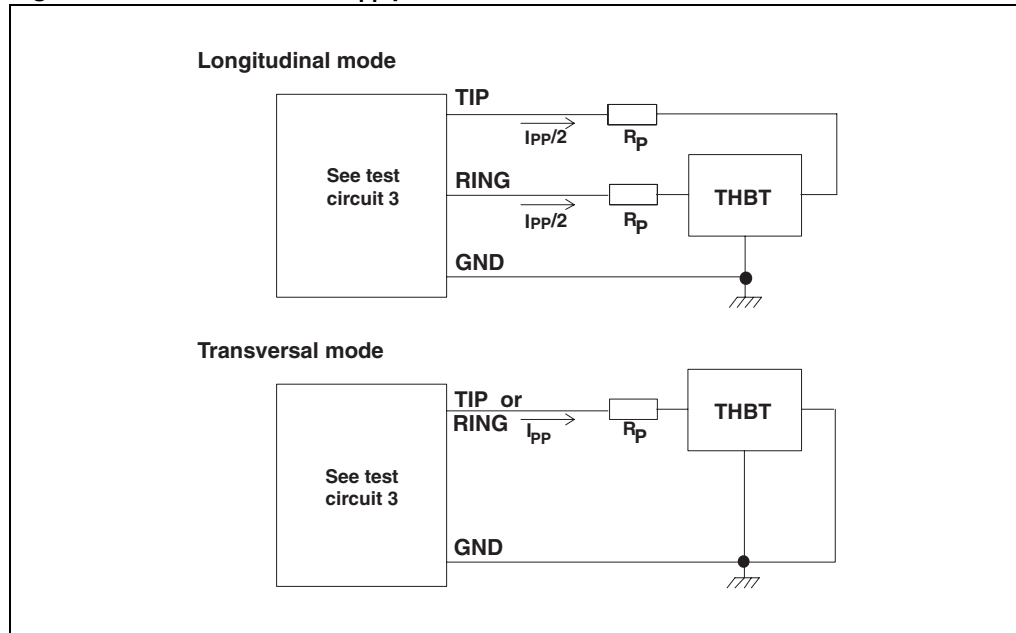 Longitudinal mode
TIP
IPP/2
RP
See test
circuit 3
RING
THBT
IPP/2
RP
GND
Transversal mode
TIP or
RING
IPP
RP
THBT
See test
circuit 3
GND